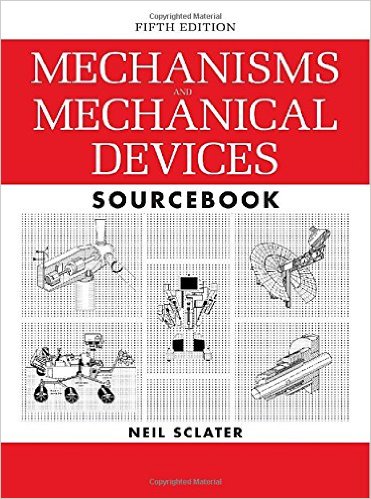 FIFTH EDITION
MECHANISMS
AND
MECHANICAL
DEVICES
SOURCEBOOK
NEIL SCLATER
Copyrighted Material